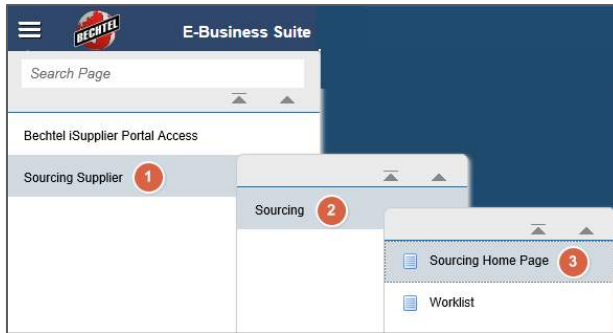 BECHTEL
E-Business Suite
Search Page
Bechtel iSupplier Portal Access
Sourcing Supplier 1
Sourcing 2
Sourcing Home Page 3
Worklist